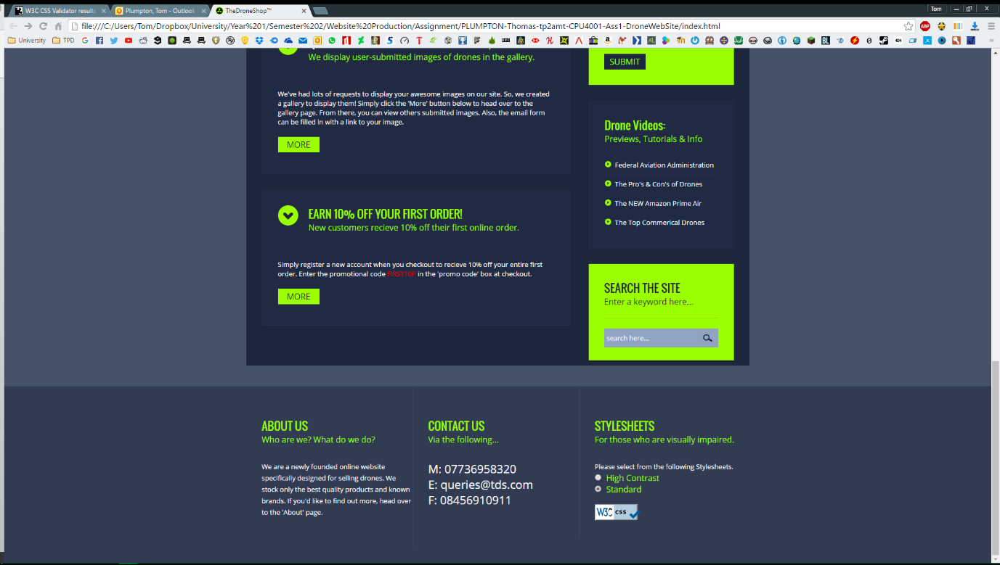 W3C CSS Validator results
Plumpton, Tom - Outlook
TheDroneShop™
Tom
file:///C:/Users/Tom/Dropbox/University/Year%201/Semester%202/Website%20Production/Assignment/PLUMPTON-Thomas-tp2amt-CPU4001-Ass1-DroneWebSite/index.html
University
TPD
We display user-submitted images of drones in the gallery.
We've had lots of requests to display your awesome images on our site. So, we created
a gallery to display them! Simply click the 'More' button below to head over to the
gallery page. From there, you can view others submitted images. Also, the email form
can be filled in with a link to your image.
MORE
EARN 10% OFF YOUR FIRST ORDER!
New customers recieve 10% off their first online order.
Simply register a new account when you checkout to recieve 10% off your entire first
order. Enter the promotional code FIRST10P in the 'promo code' box at checkout.
MORE
SUBMIT
Drone Videos:
Previews, Tutorials & Info
Federal Aviation Administration
The Pro's & Con's of Drones
The NEW Amazon Prime Air
The Top Commerical Drones
SEARCH THE SITE
Enter a keyword here...
search here...
ABOUT US
Who are we? What do we do?
We are a newly founded online website
specifically designed for selling drones. We
stock only the best quality products and known
brands. If you'd like to find out more, head over
to the 'About' page.
CONTACT US
Via the following...
M: 07736958320
E: queries@tds.com
F: 08456910911
STYLESHEETS
For those who are visually impaired.
Please select from the following Stylesheets.
High Contrast
Standard
W3C css